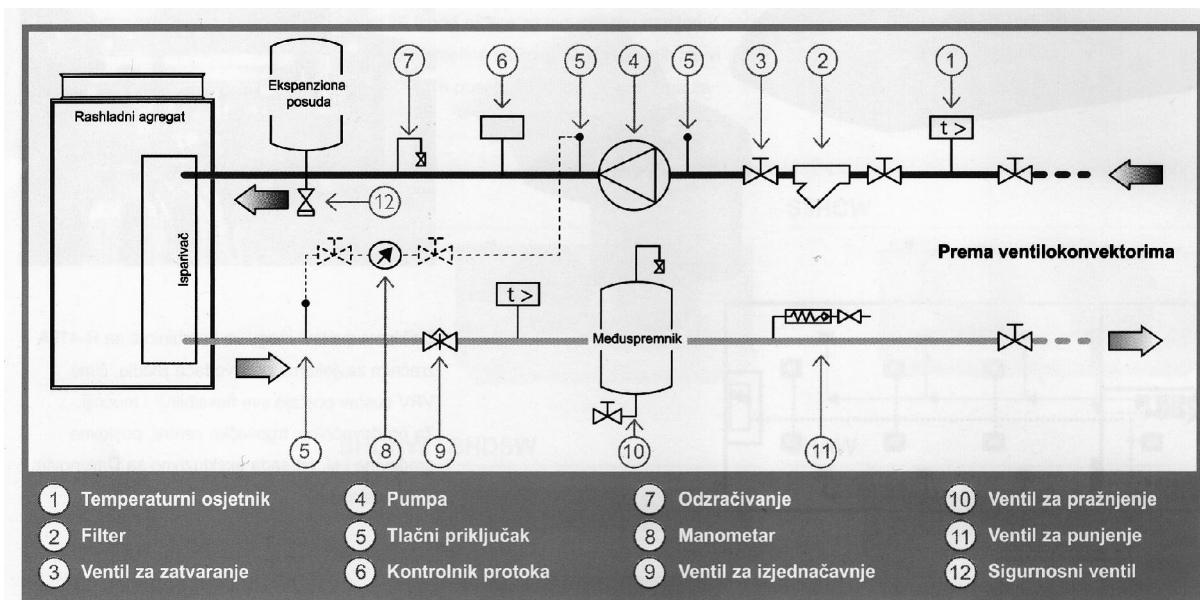 7
6
5
4
5
3
2
1
Ekspanziona
posuda
Rashladni agregat
t >
12
Isparivač
Prema ventilokonvektorima
t >
Međuspremnik
5
8
9
10
11
1 Temperaturni osjetnik
2 Filter
3 Ventil za zatvaranje
4 Pumpa
5 Tlačni priključak
6 Kontrolnik protoka
7 Odzračivanje
8 Manometar
9 Ventil za izjednačavnje
10 Ventil za pražnjenje
11 Ventil za punjenje
12 Sigurnosni ventil